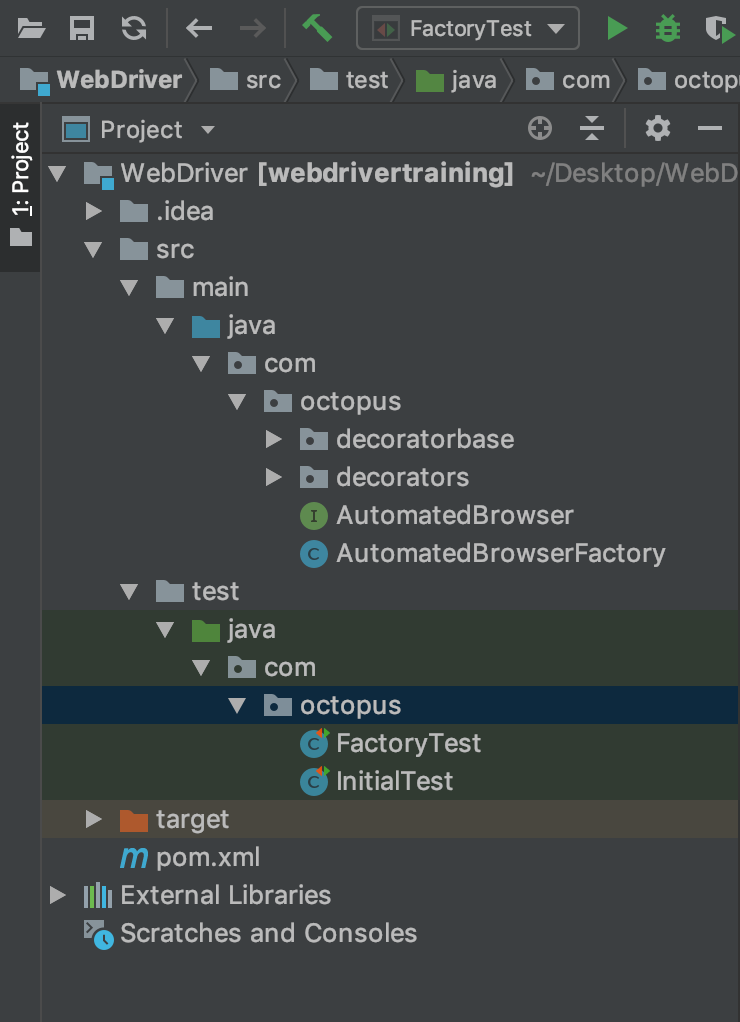 FactoryTest
WebDriver src test java com octop
1: Project
Project
WebDriver [webdrivertraining] ~/Desktop/WebD
.idea
src
main
java
com
octopus
decoratorbase
decorators
I AutomatedBrowser
C AutomatedBrowserFactory
test
java
com
octopus
C FactoryTest
C InitialTest
target
m pom.xml
External Libraries
Scratches and Consoles